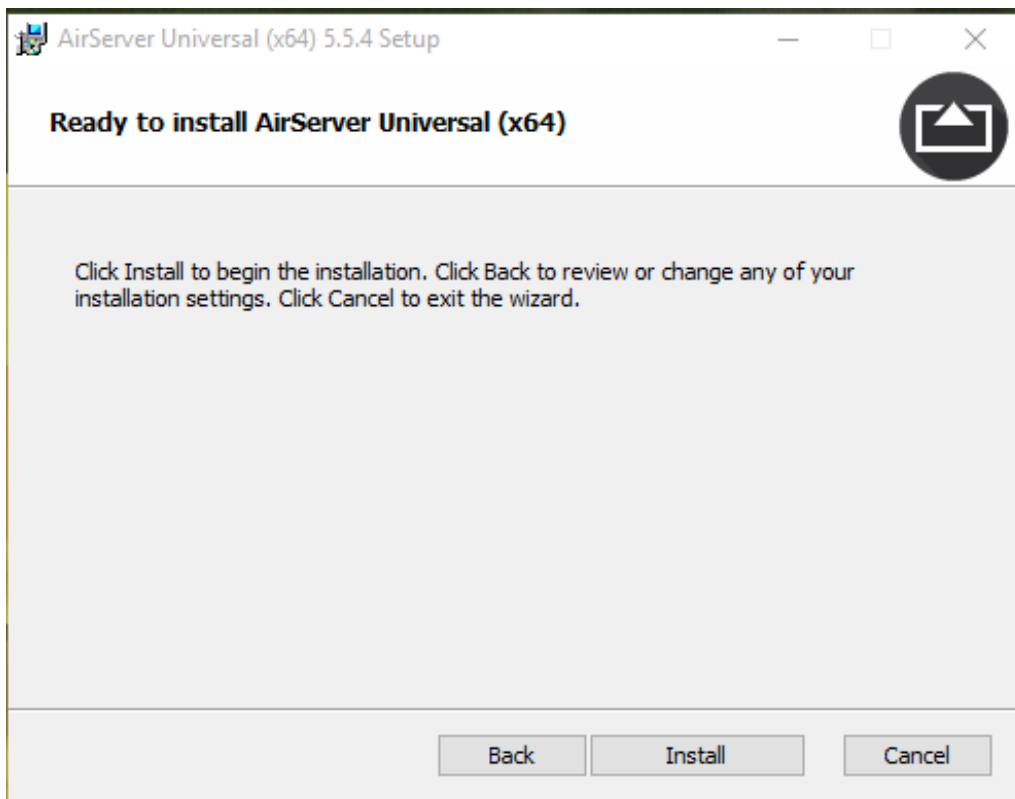 AirServer Universal (x64) 5.5.4 Setup
Ready to install AirServer Universal (x64)
Click Install to begin the installation. Click Back to review or change any of your
installation settings. Click Cancel to exit the wizard.
Back Install Cancel